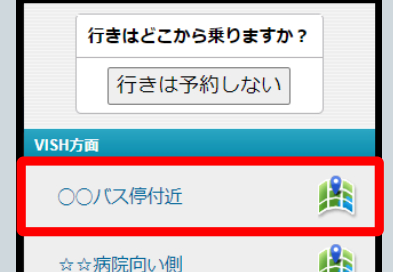 行きはどこから乗りますか？
行きは予約しない
VISH方面
○○バス停付近
☆☆病院向い側